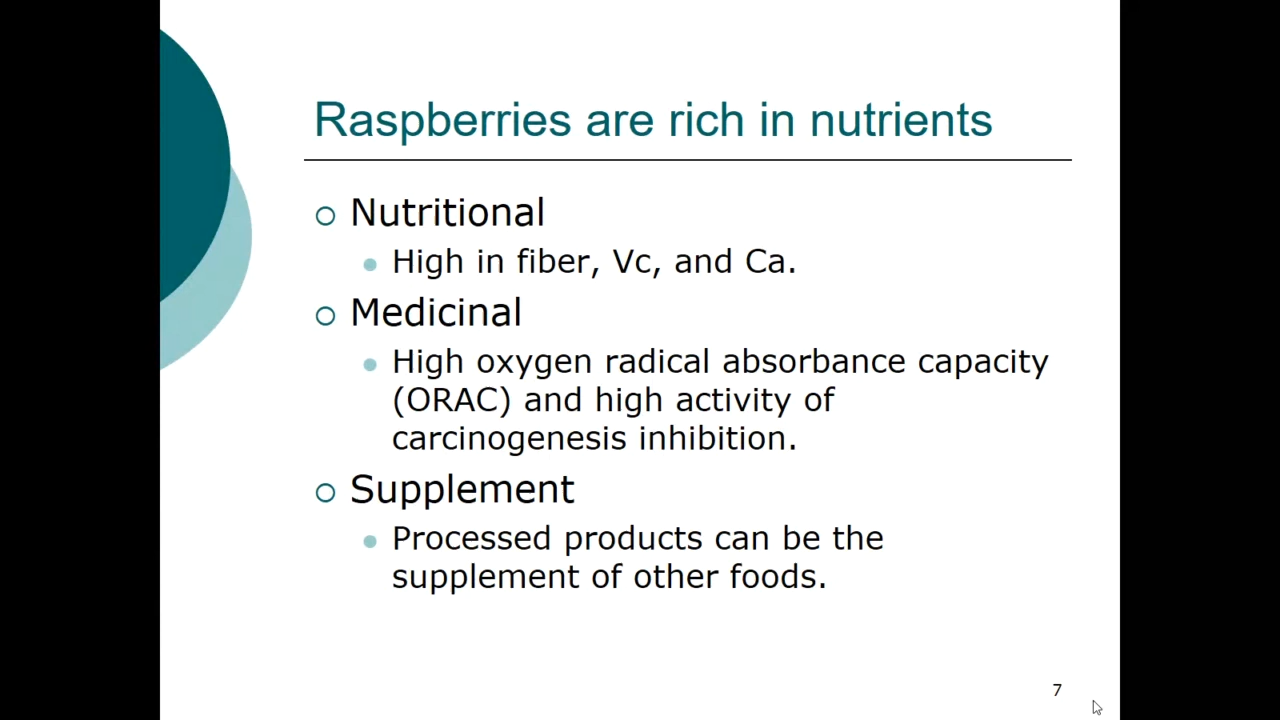 Raspberries are rich in nutrients
Nutritional
High in fiber, Vc, and Ca.
Medicinal
High oxygen radical absorbance capacity
(ORAC) and high activity of
carcinogenesis inhibition.
Supplement
Processed products can be the
supplement of other foods.
7